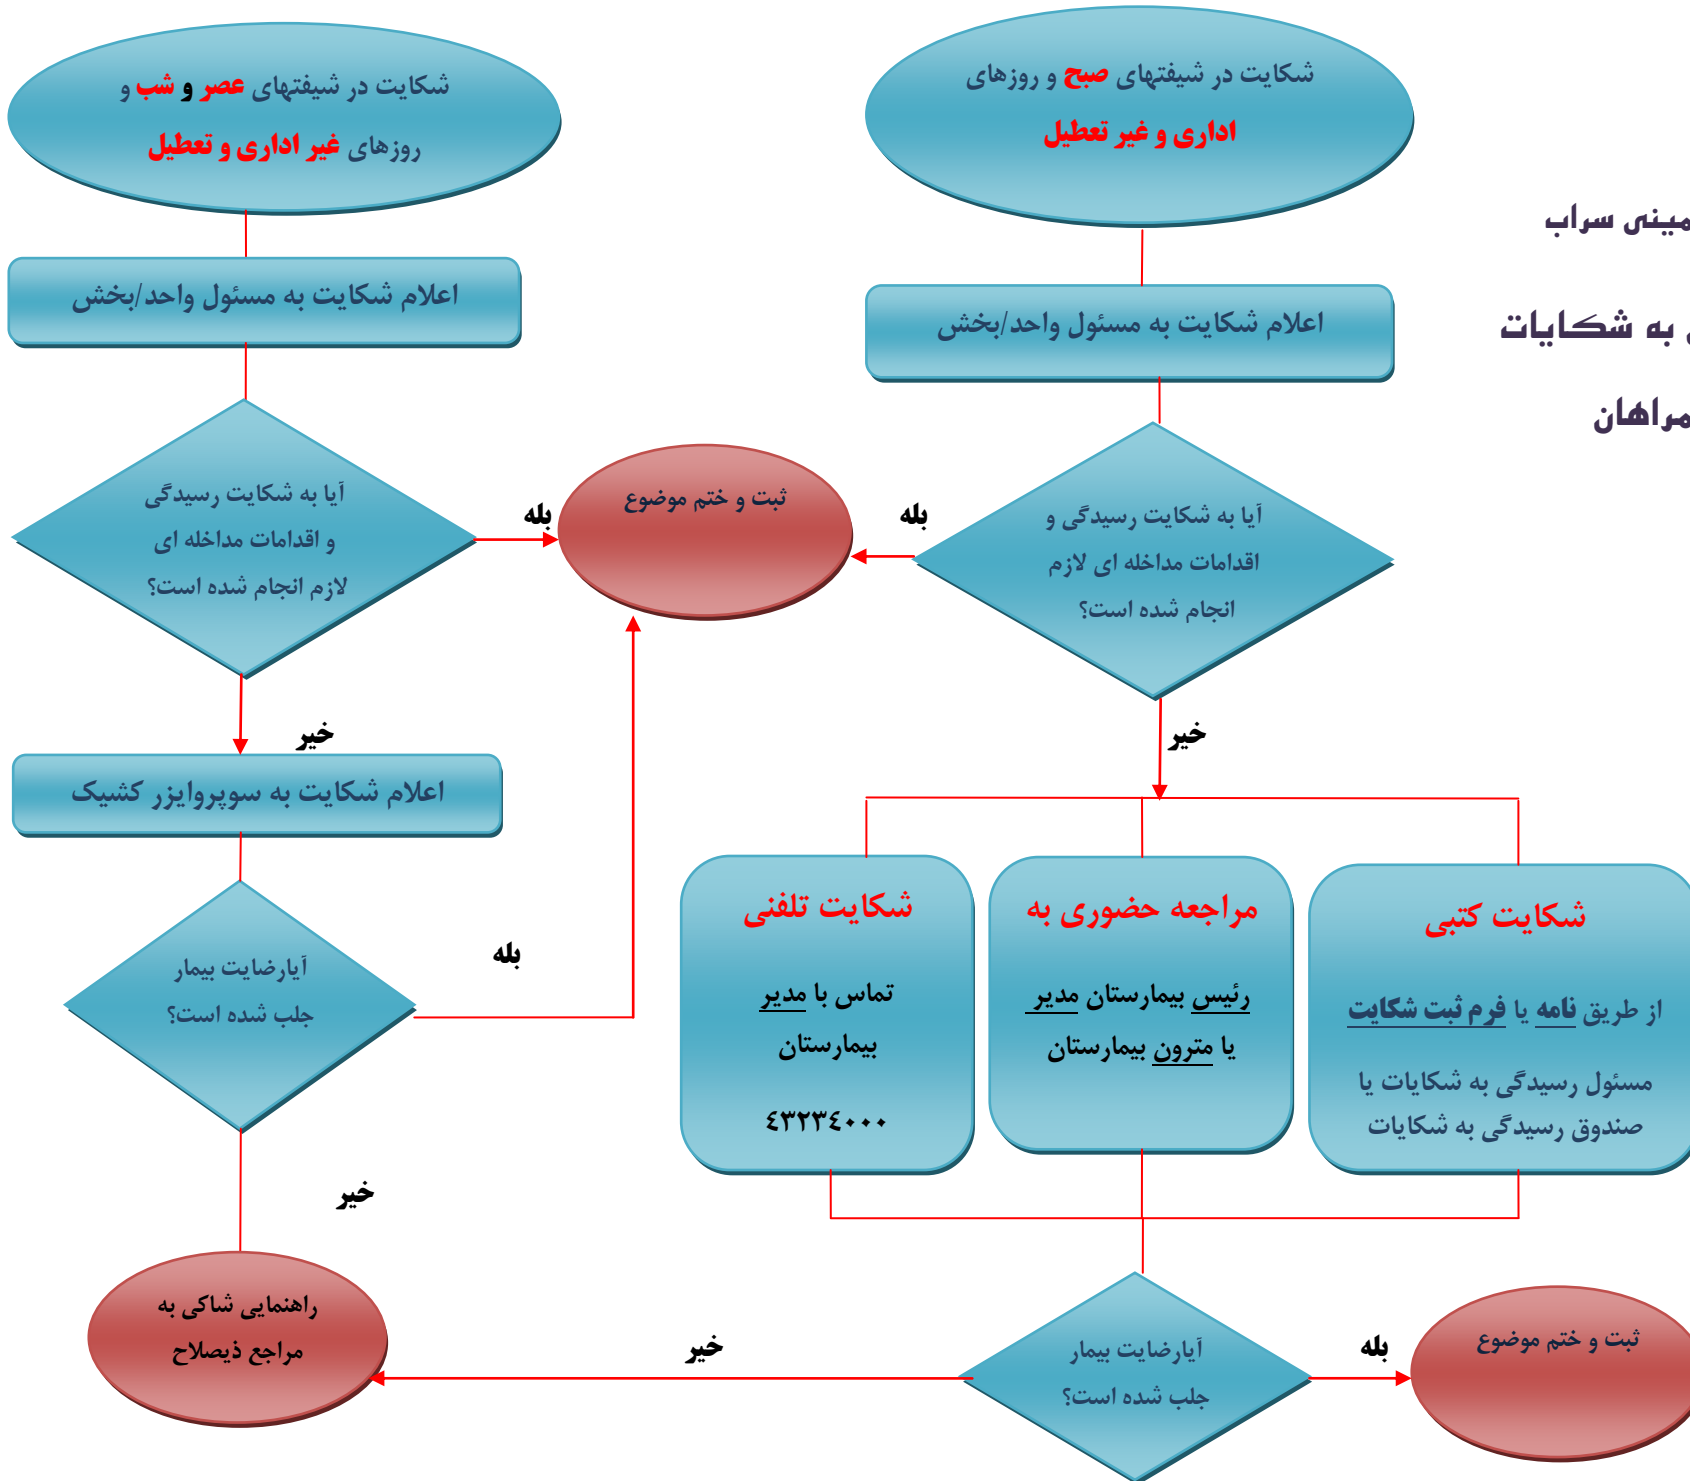 مینی سراب
به شکایات
شکایت در شیفتهای صبح و روزهای
اداری و غیر تعطیل
اعلام شکایت به مسئول واحد/بخش
آیا به شکایت رسیدگی و
اقدامات مداخله ای لازم
انجام شده است؟
بله
خیر
شکایت کتبی
از طریق نامه یا فرم ثبت شکایت
مسئول رسیدگی به شکایات یا
صندوق رسیدگی به شکایات
مراجعه حضوری به
رئیس بیمارستان مدیر
یا مترون بیمارستان
شکایت تلفنی
تماس با مدیر
بیمارستان
٤٣٢٣٤٠٠٠
آیارضایت بیمار
جلب شده است؟
بله
ثبت و ختم موضوع
خیر
شکایت در شیفتهای عصر و شب و
روزهای غیر اداری و تعطیل
اعلام شکایت به مسئول واحد/بخش
آیا به شکایت رسیدگی
و اقدامات مداخله ای
لازم انجام شده است؟
بله
ثبت و ختم موضوع
خیر
اعلام شکایت به سوپروایزر کشیک
آیارضایت بیمار
جلب شده است؟
بله
خیر
راهنمایی شاکی به
مراجع ذیصلاح